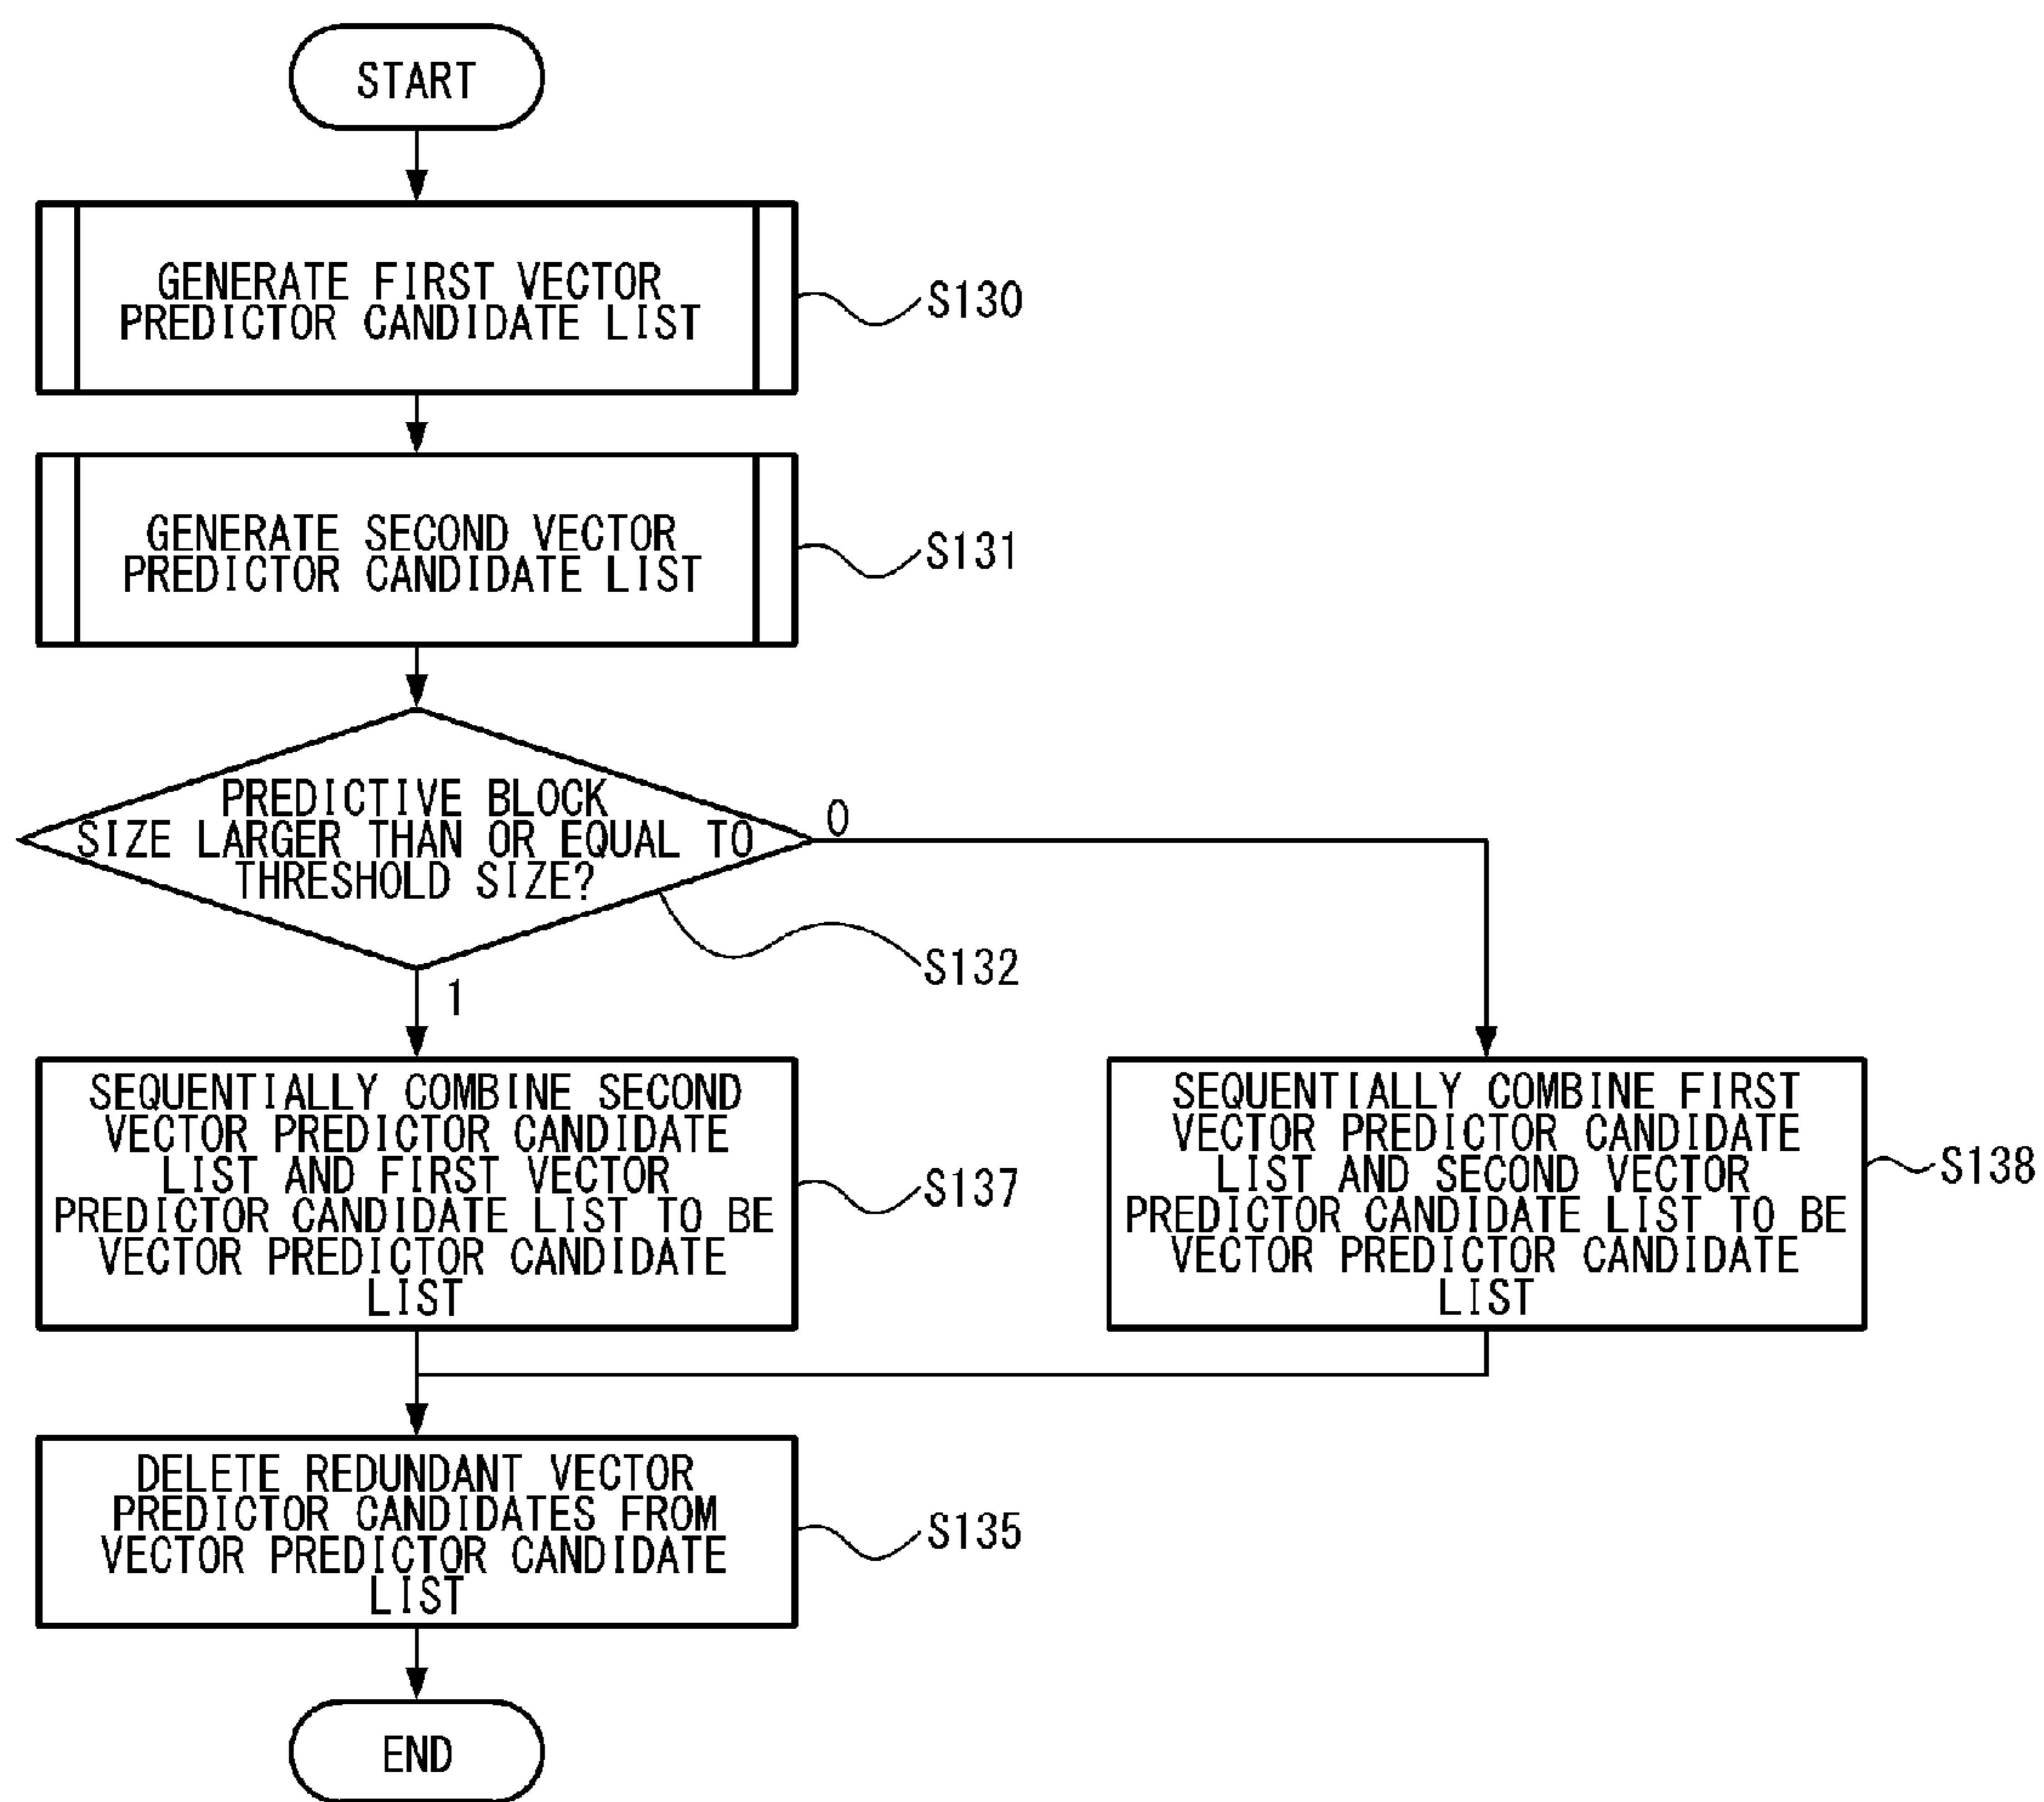 START
GENERATE FIRST VECTOR
PREDICTOR CANDIDATE LIST
S130
GENERATE SECOND VECTOR
PREDICTOR CANDIDATE LIST
S131
PREDICTIVE BLOCK
SIZE LARGER THAN OR EQUAL TO
THRESHOLD SIZE?
0
S132
1
SEQUENTIALLY COMBINE SECOND
VECTOR PREDICTOR CANDIDATE
LIST AND FIRST VECTOR
PREDICTOR CANDIDATE LIST TO BE
VECTOR PREDICTOR CANDIDATE
LIST
S137
SEQUENTIALLY COMBINE FIRST
VECTOR PREDICTOR CANDIDATE
LIST AND SECOND VECTOR
PREDICTOR CANDIDATE LIST TO BE
VECTOR PREDICTOR CANDIDATE
LIST
S138
DELETE REDUNDANT VECTOR
PREDICTOR CANDIDATES FROM
VECTOR PREDICTOR CANDIDATE
LIST
S135
END